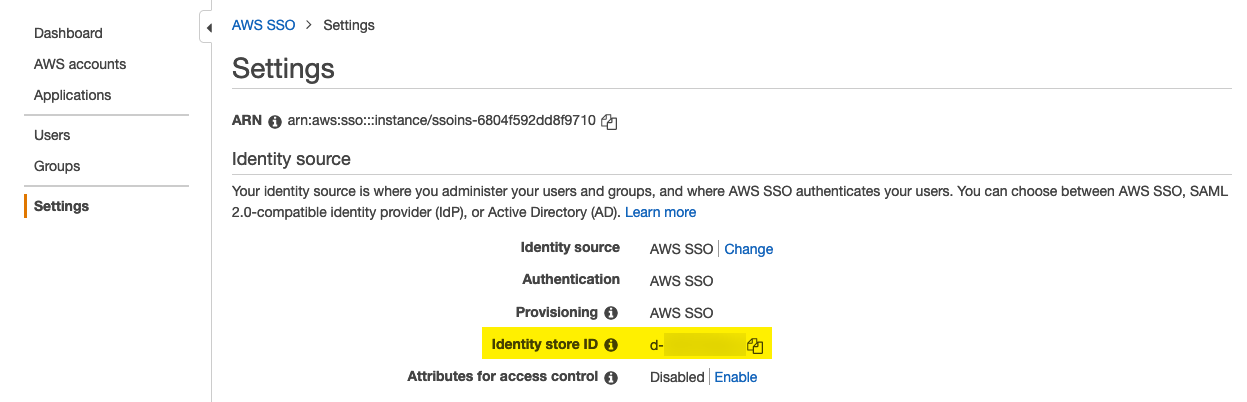 Dashboard
AWS accounts
Applications
Users
Groups
Settings
AWS SSO > Settings
Settings
ARN arn:aws:sso:::instance/ssoins-6804f592dd8f9710
Identity source
Your identity source is where you administer your users and groups, and where AWS SSO authenticates your users. You can choose between AWS SSO, SAML
2.0-compatible identity provider (IdP), or Active Directory (AD). Learn more
Identity source AWS SSO | Change
Authentication AWS SSO
Provisioning AWS SSO
Identity store ID d-
Attributes for access control Disabled | Enable